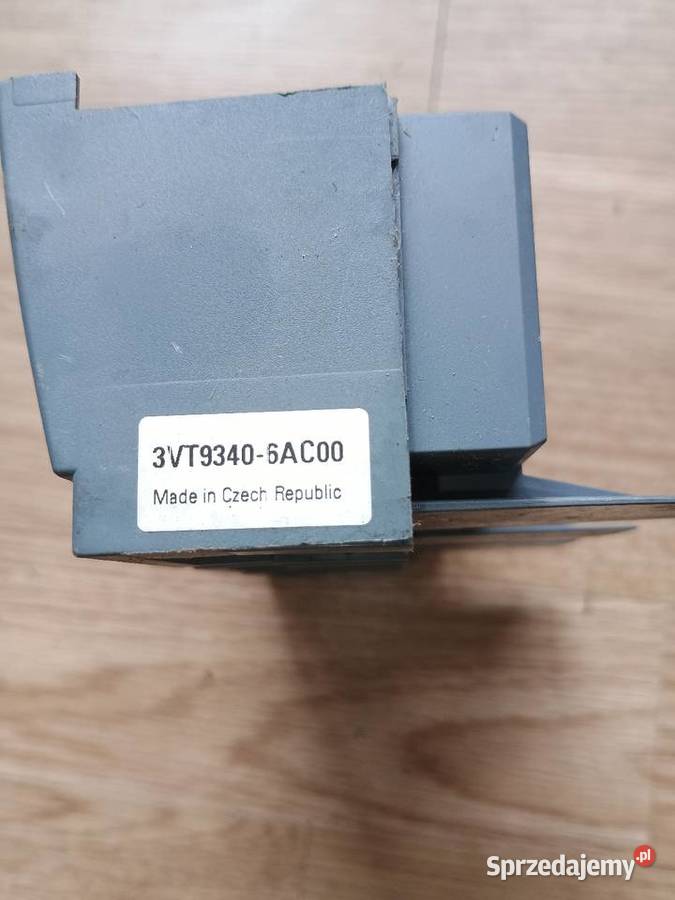 3VT9340-6AC00
Made in Czech Republic
Sprzedajemy.pl